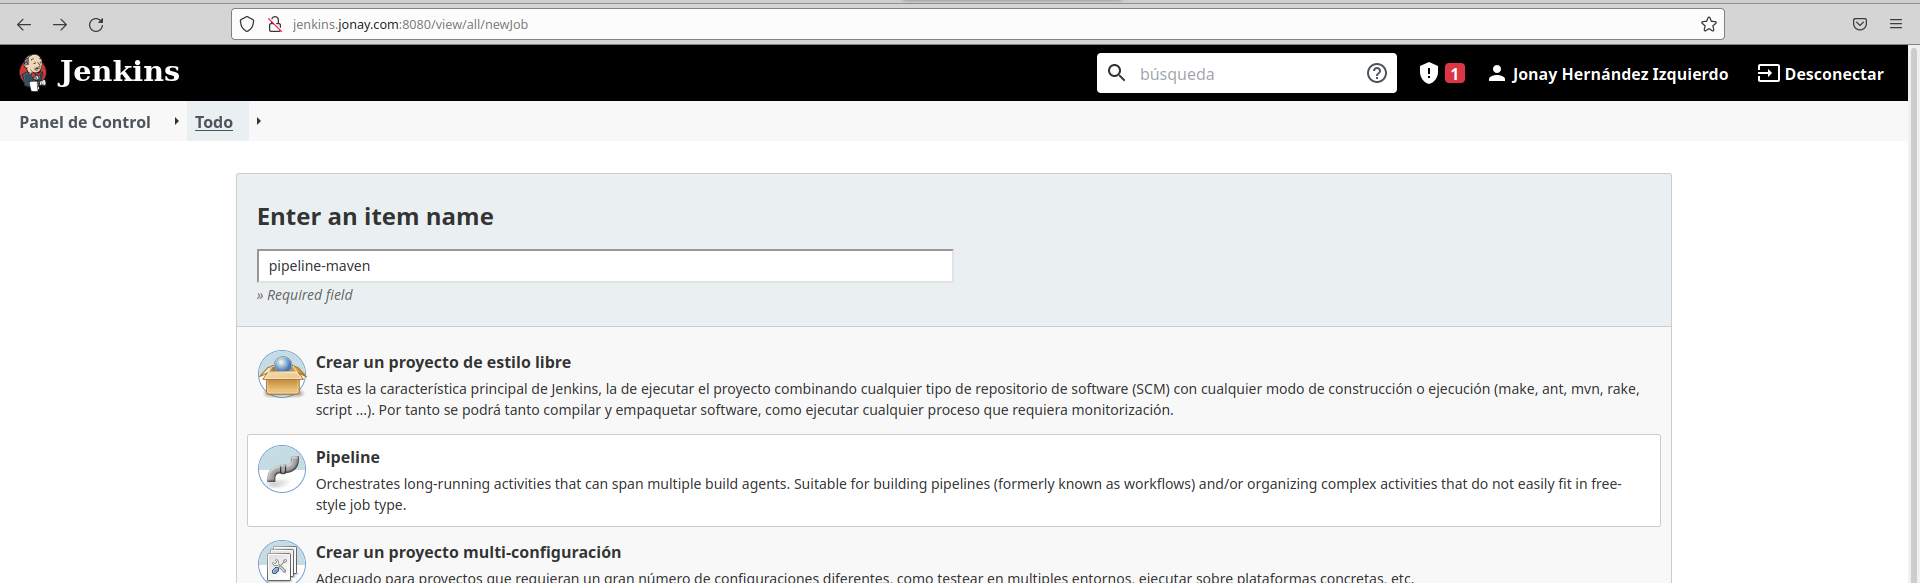 jenkins.jonay.com:8080/view/all/newJob
Jenkins
búsqueda
1
Jonay Hernández Izquierdo
Desconectar
Panel de Control
Todo
Enter an item name
pipeline-maven
» Required field
Crear un proyecto de estilo libre
Esta es la característica principal de Jenkins, la de ejecutar el proyecto combinando cualquier tipo de repositorio de software (SCM) con cualquier modo de construcción o ejecución (make, ant, mvn, rake,
script ...). Por tanto se podrá tanto compilar y empaquetar software, como ejecutar cualquier proceso que requiera monitorización.
Pipeline
Orchestrates long-running activities that can span multiple build agents. Suitable for building pipelines (formerly known as workflows) and/or organizing complex activities that do not easily fit in free-
style job type.
Crear un proyecto multi-configuración
Adecuado para proyectos que requieran un gran número de configuraciones diferentes, como testear en multiples entornos, ejecutar sobre plataformas concretas, etc.